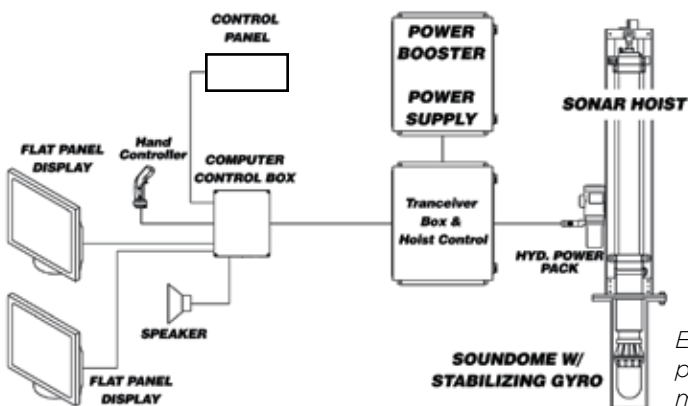 CONTROL
PANEL
POWER
BOOSTER
POWER
SUPPLY
SONAR HOIST
FLAT PANEL
DISPLAY
Hand
Controller
COMPUTER
CONTROL BOX
Tranceiver
Box &
Hoist Control
HYD. POWER
PACK
SPEAKER
FLAT PANEL
DISPLAY
SOUNDOME W/
STABILIZING GYRO